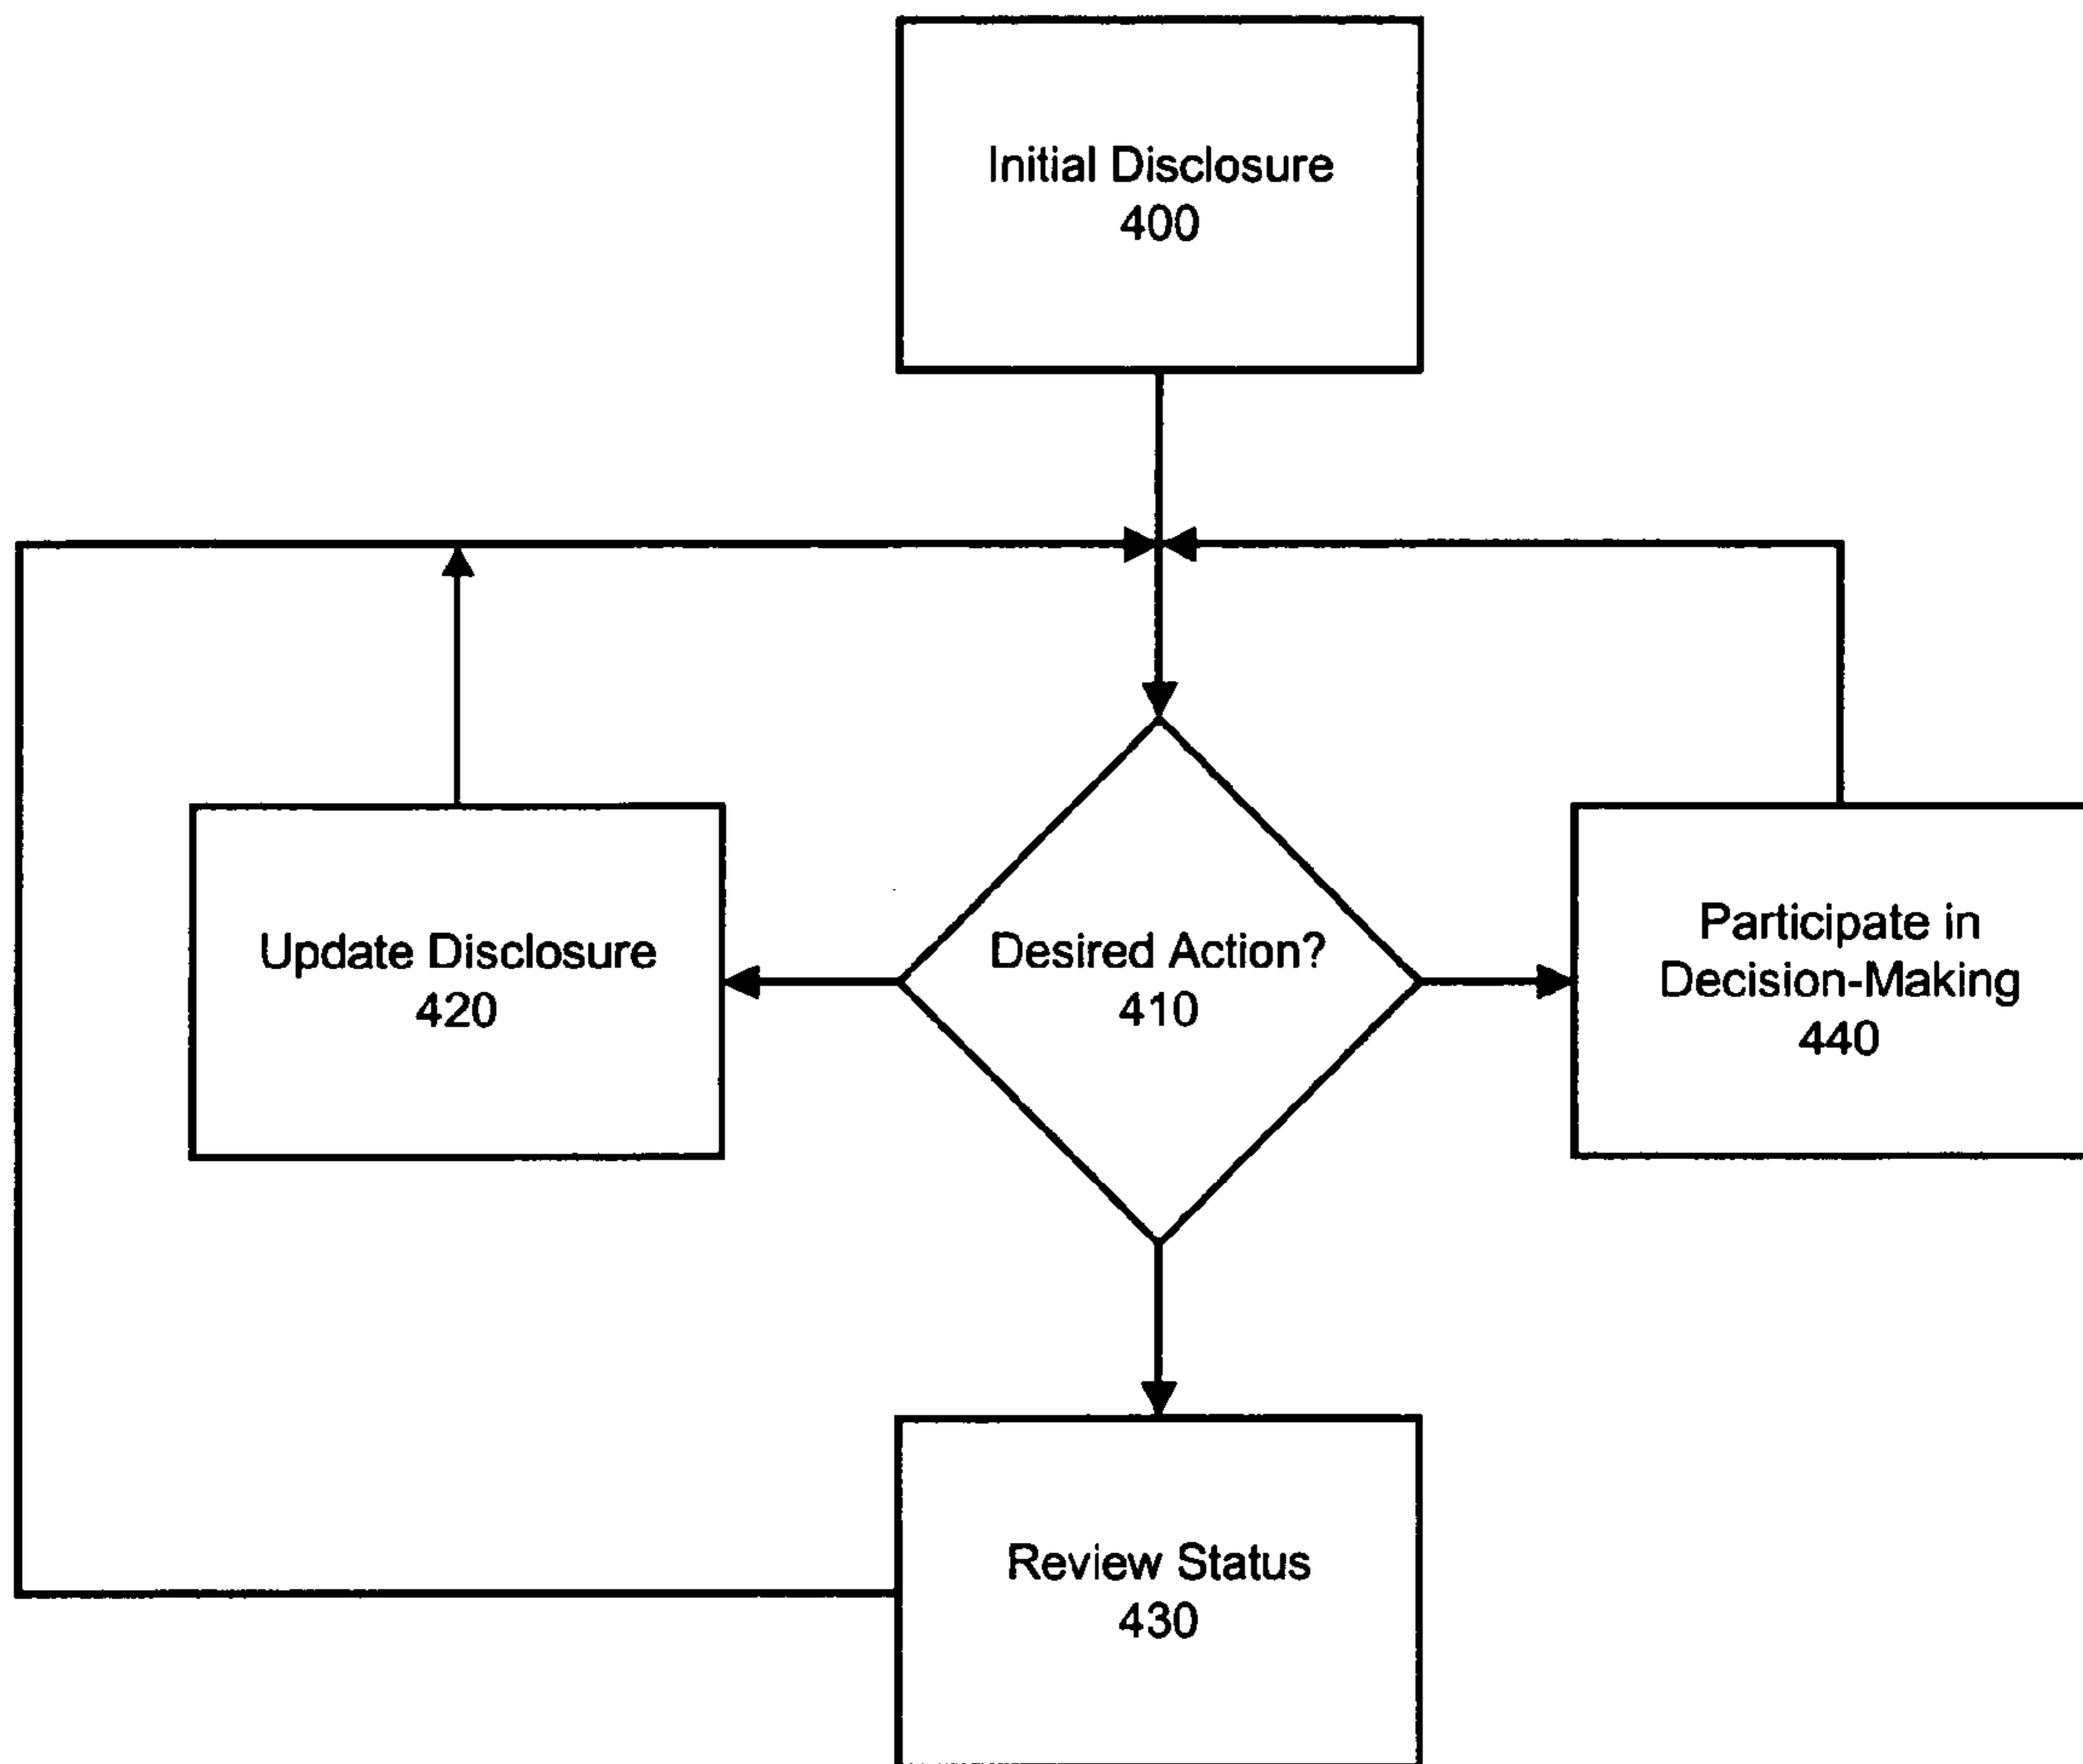 Initial Disclosure
400
Update Disclosure
420
Desired Action?
410
Participate in
Decision-Making
440
Review Status
430